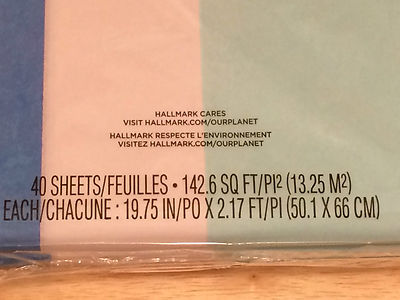 HALLMARK CARES
VISIT HALLMARK.COM/OURPLANET
HALLMARK RESPECTE L'ENVIRONNEMENT
VISITEZ HALLMARK.COM/OURPLANET
40 SHEETS/FEUILLES • 142.6 SQ FT/PI² (13.25 M²)
EACH/CHACUNE : 19.75 IN/PO X 2.17 FT/PI (50.1 X 66 CM)